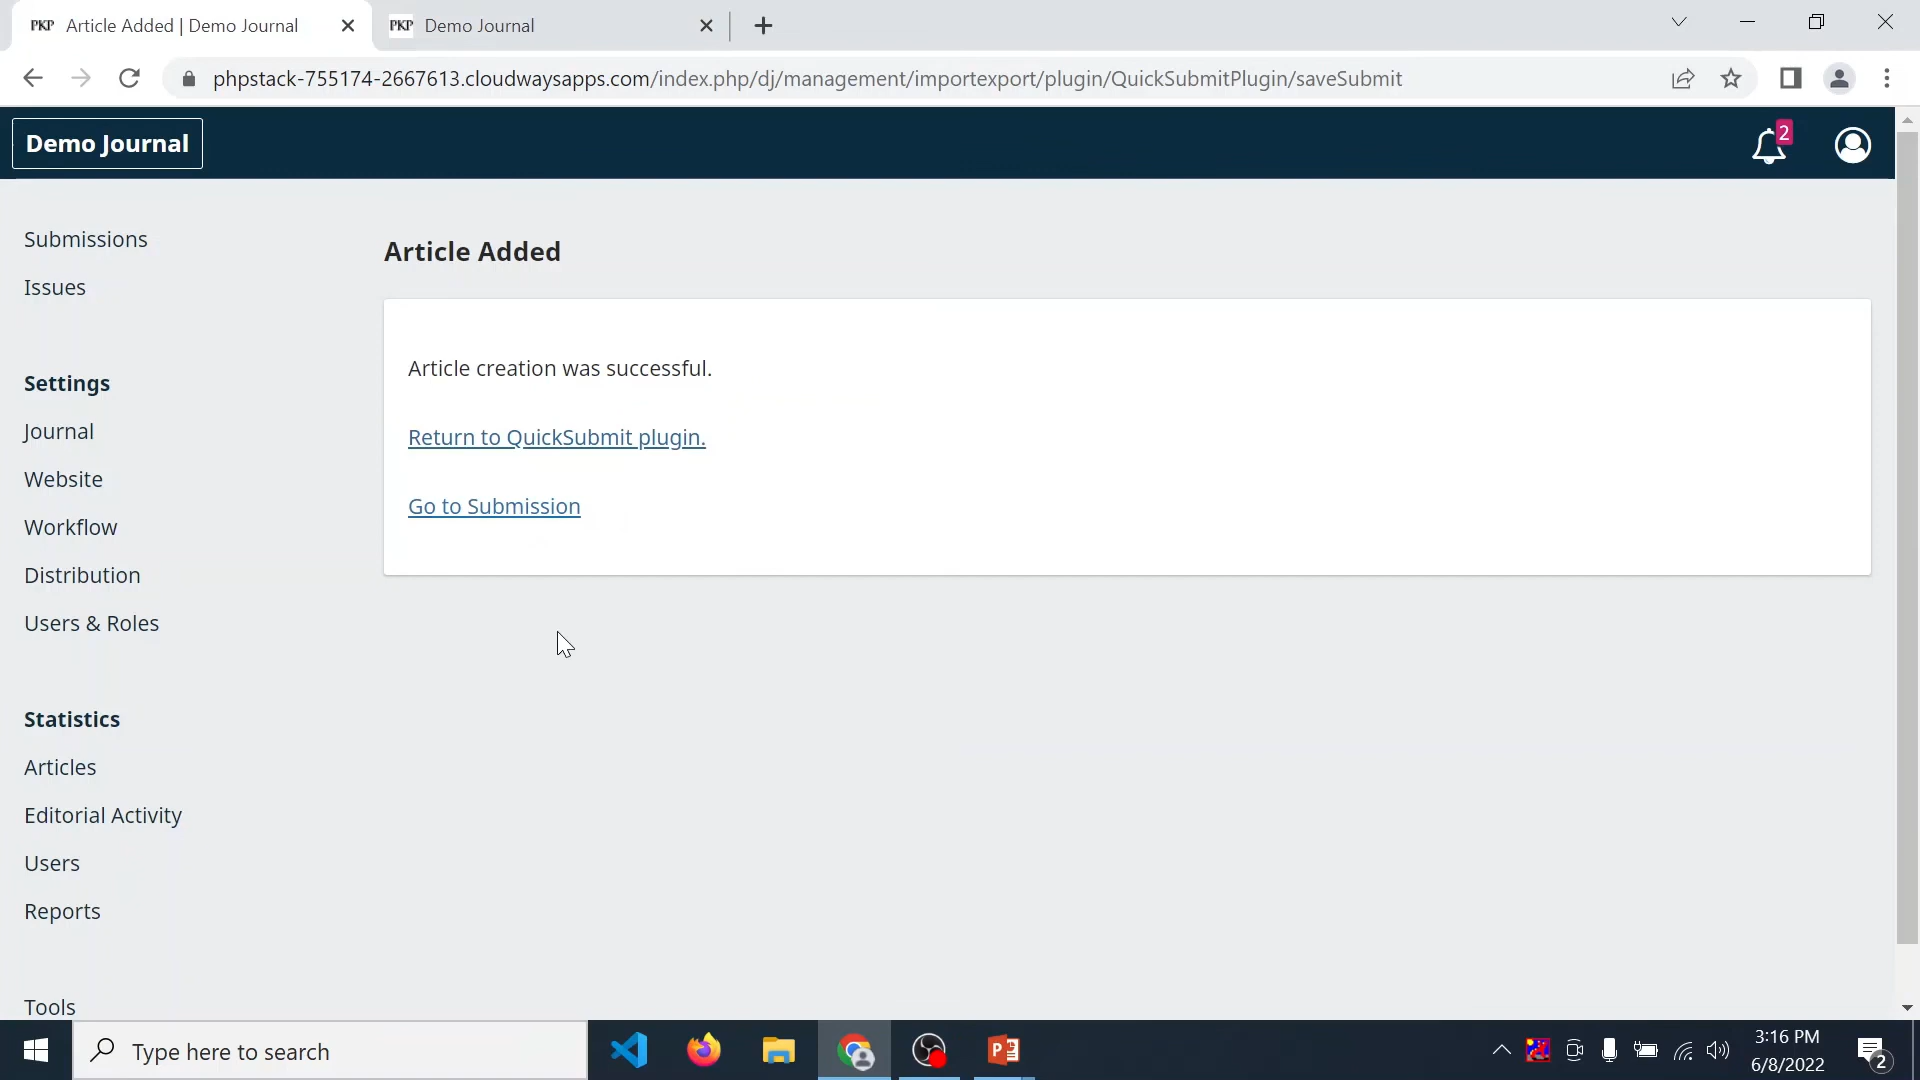 PKP Article Added | Demo Journal
PKP Demo Journal
phpstack-755174-2667613.cloudwaysapps.com/index.php/dj/management/importexport/plugin/QuickSubmitPlugin/saveSubmit
Demo Journal
2
Submissions
Issues
Settings
Journal
Website
Workflow
Distribution
Users & Roles
Statistics
Articles
Editorial Activity
Users
Reports
Tools
Article Added
Article creation was successful.
Return to QuickSubmit plugin.
Go to Submission
Type here to search
3:16 PM
6/8/2022
2